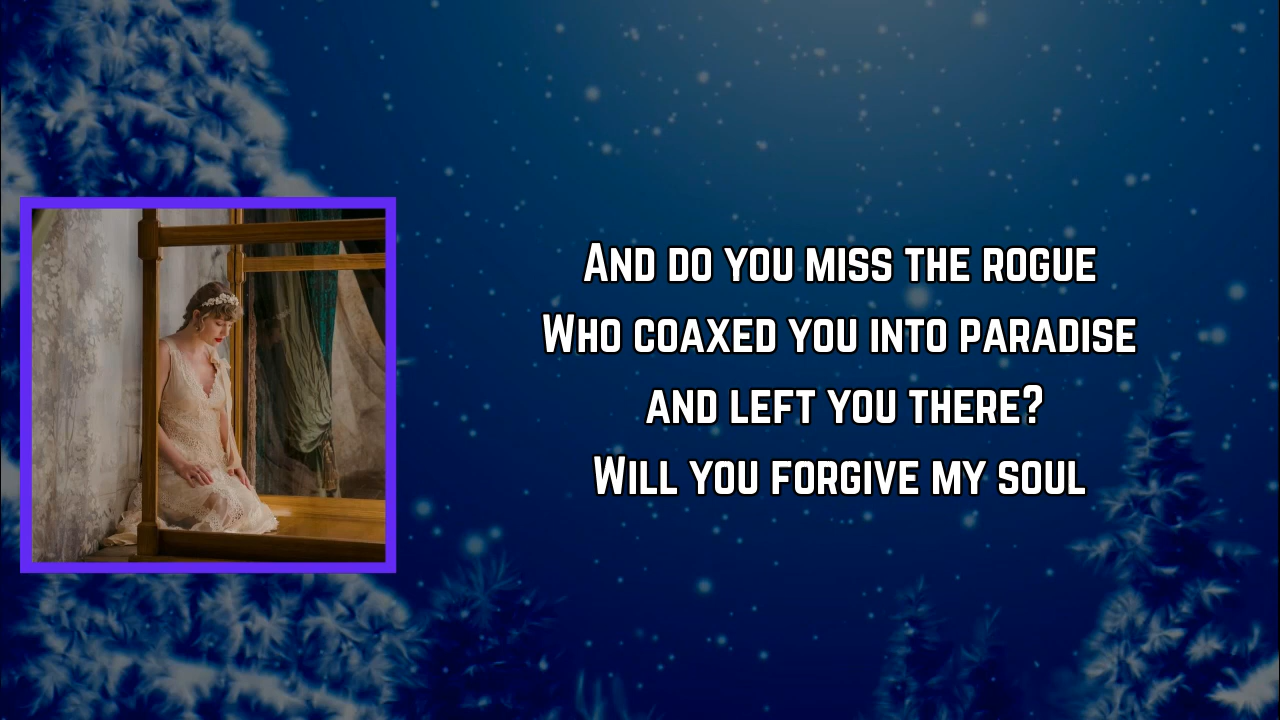 And do you miss the rogue
Who coaxed you into paradise
and left you there?
Will you forgive my soul